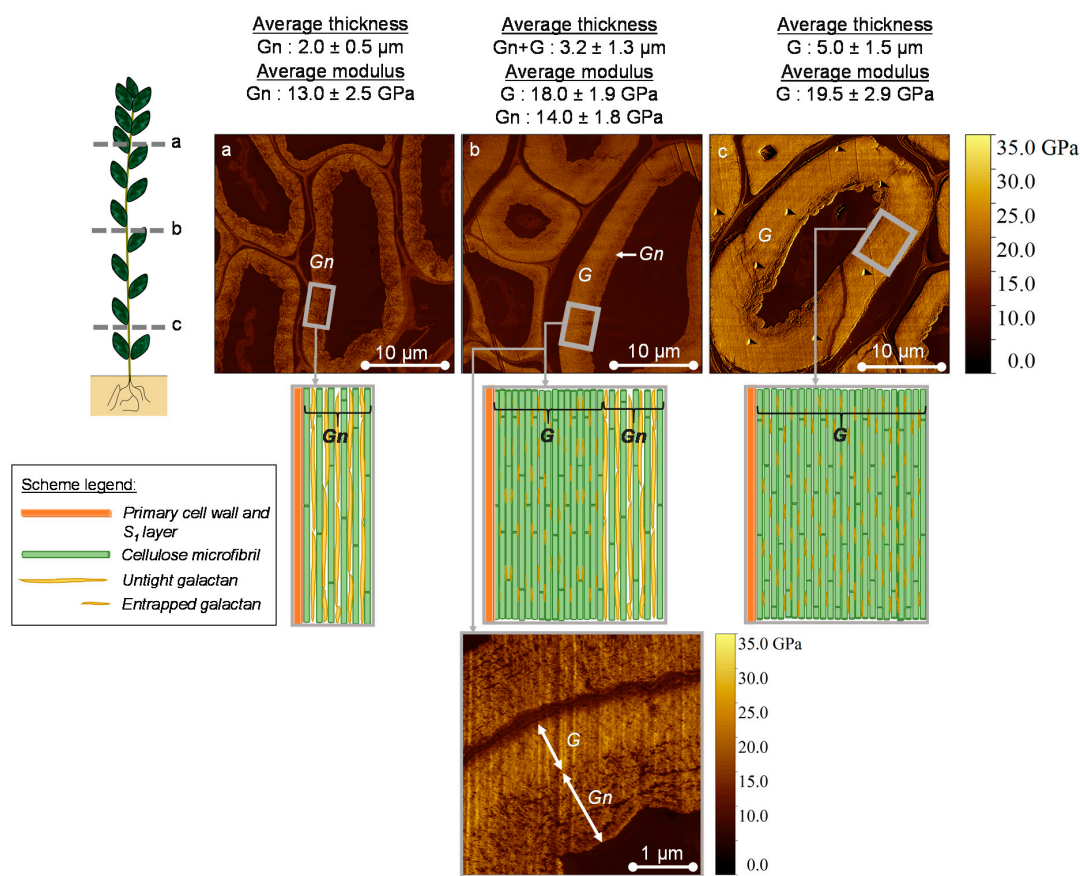 Average thickness
Gn : 2.0 ± 0.5 µm
Average modulus
Gn : 13.0 ± 2.5 GPa
Average thickness
Gn+G : 3.2 ± 1.3 µm
Average modulus
G : 18.0 ± 1.9 GPa
Gn : 14.0 ± 1.8 GPa
Average thickness
G : 5.0 ± 1.5 µm
Average modulus
G : 19.5 ± 2.9 GPa
a
b
c
a
Gn
10 µm
b
G
Gn
10 µm
c
G
10 µm
35.0 GPa
30.0
25.0
20.0
15.0
10.0
0.0
Gn
G
Gn
G
Scheme legend:
Primary cell wall and
S1 layer
Cellulose microfibril
Untight galactan
Entrapped galactan
G
Gn
1 µm
35.0 GPa
30.0
25.0
20.0
15.0
10.0
0.0